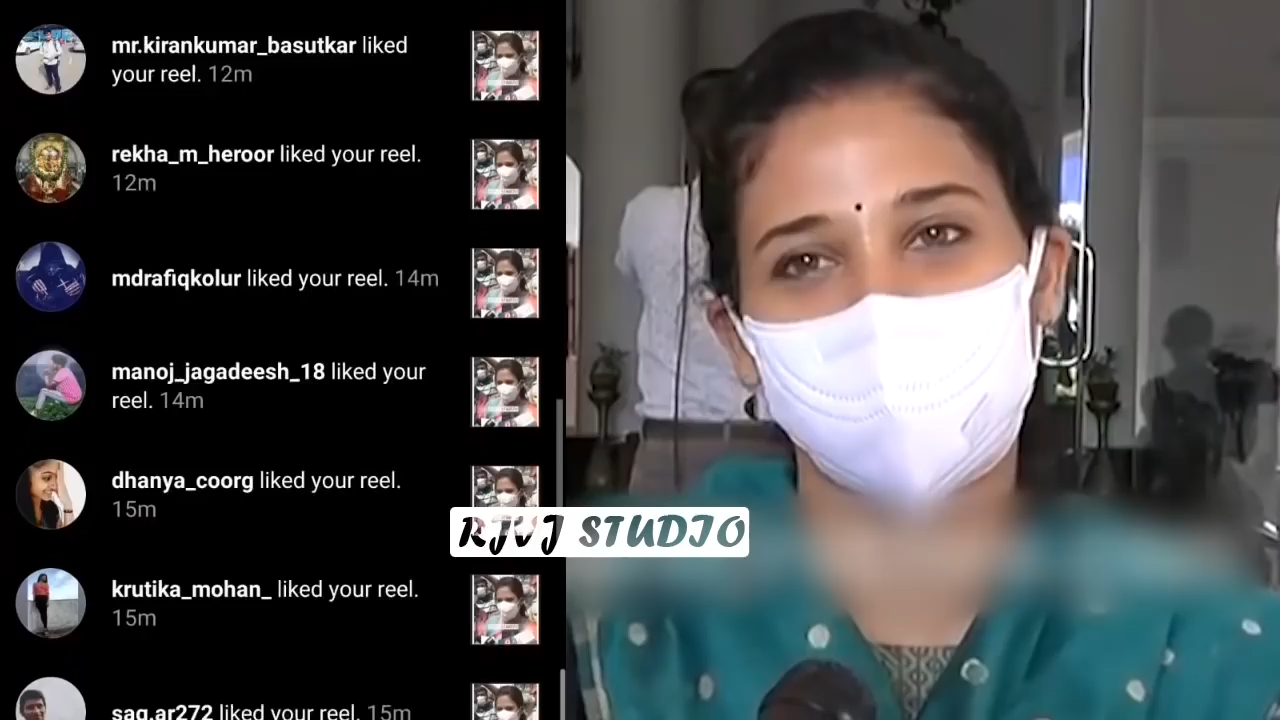 mr.kirankumar_basutkar liked
your reel. 12m
rekha_m_heroor liked your reel.
12m
mdrafiqkolur liked your reel. 14m
manoj_jagadeesh_18 liked your
reel. 14m
dhanya_coorg liked your reel.
15m
RJVJ STUDIO
krutika_mohan_ liked your reel.
15m
sag.ar272 liked your reel. 15m